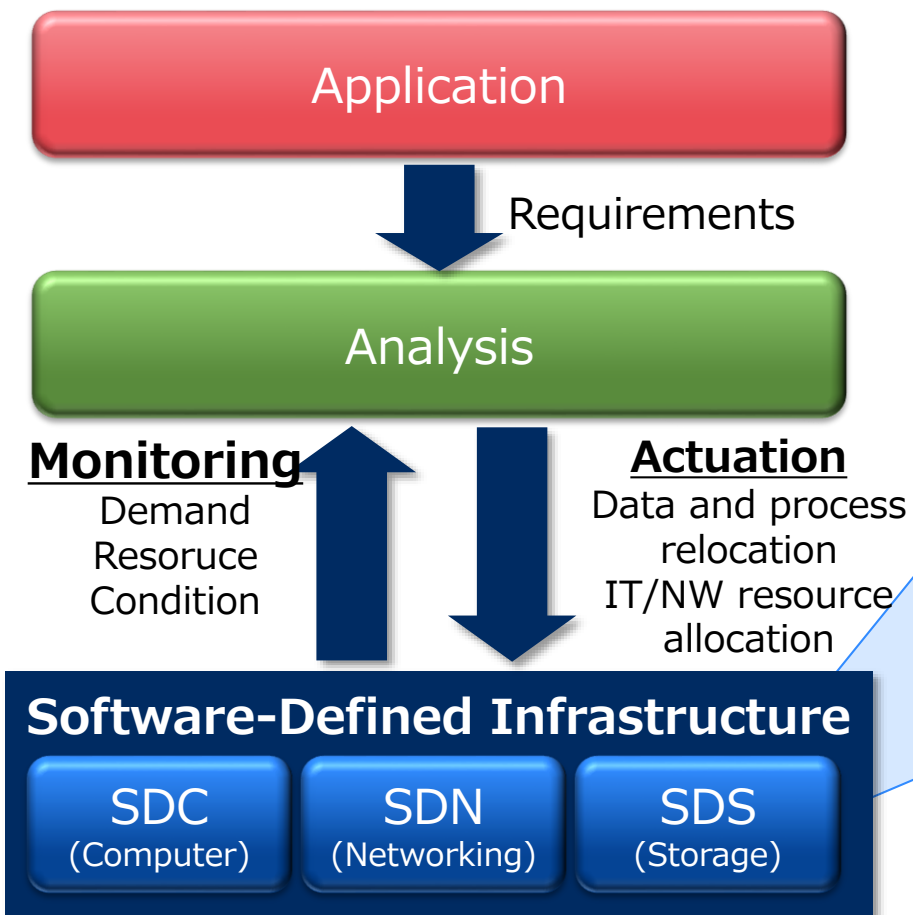 Application
Requirements
Analysis
Monitoring
Demand
Resoruce
Condition
Actuation
Data and process
relocation
IT/NW resource
allocation
Software-Defined Infrastructure
SDC
(Computer)
SDN
(Networking)
SDS
(Storage)